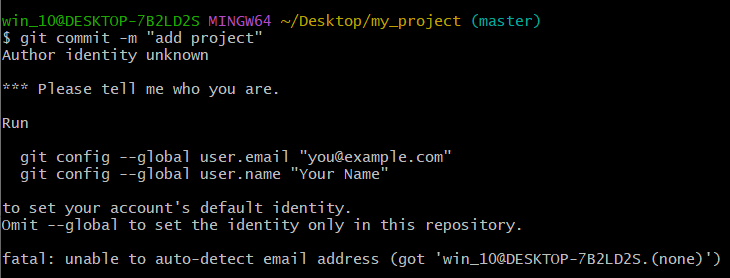 win_10@DESKTOP-7B2LD2S MINGW64 ~/Desktop/my_project (master)
$ git commit -m "add project"
Author identity unknown
*** Please tell me who you are.
Run
git config --global user.email "you@example.com"
git config --global user.name "Your Name"
to set your account's default identity.
Omit --global to set the identity only in this repository.
fatal: unable to auto-detect email address (got 'win_10@DESKTOP-7B2LD2S.(none)')